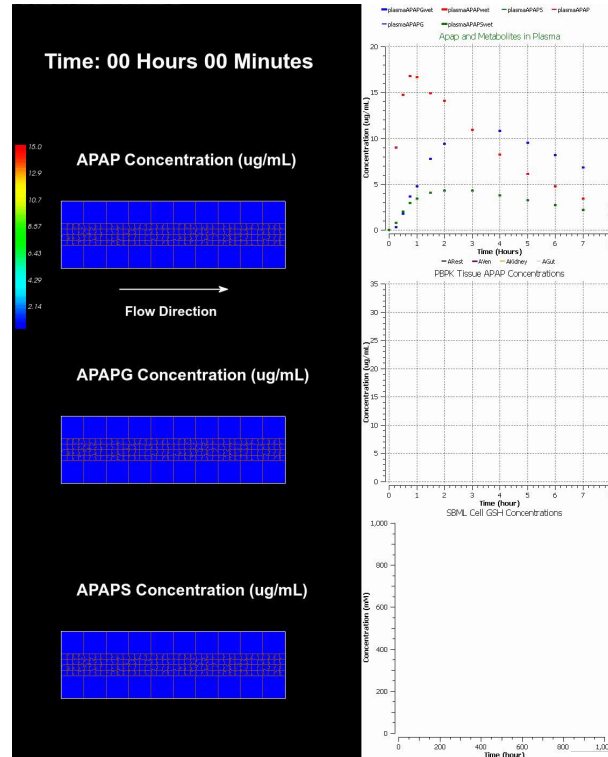 Time: 00 Hours 00 Minutes
15.0
12.9
10.7
8.57
6.43
4.29
2.14
APAP Concentration (ug/mL)
Flow Direction
APAPG Concentration (ug/mL)
APAPS Concentration (ug/mL)
plasmaAPAPGwet plasmaAPAPwet plasmaAPAPS plasmaAPAP
plasmaAPAPG plasmaAPAPSwet
Apap and Metabolites in Plasma
Concentration (ug/mL)
20
15
10
5
0
0 1 2 3 4 5 6 7
Time (Hours)
ARest AVen AKidney AGut
PBPK Tissue APAP Concentrations
Concentration (ug/mL)
35
30
25
20
15
10
5
0
0 1 2 3 4 5 6 7
Time (hour)
SBML Cell GSH Concentrations
Concentration (mM)
1,000
800
600
400
200
0
0 200 400 600 800 1,00
Time (hour)